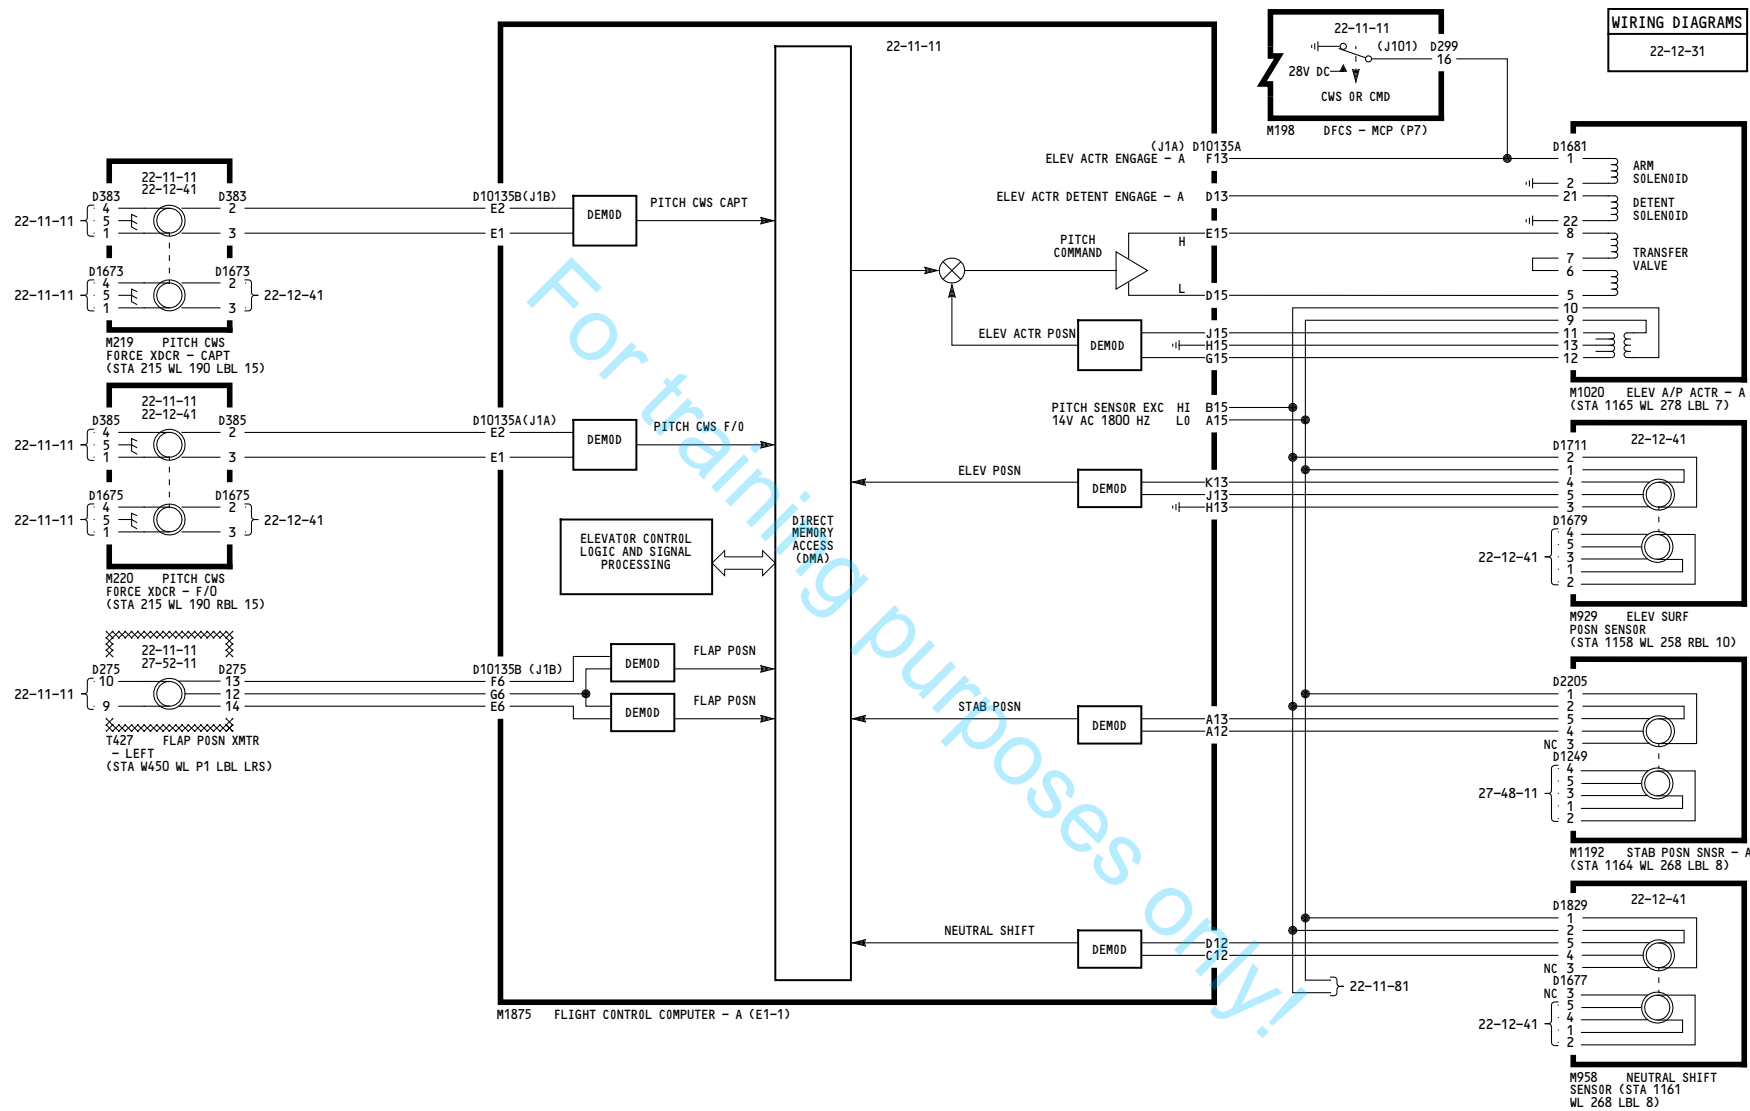 WIRING DIAGRAMS
22-12-31
22-11-11
(J101) D299
16
28V DC
CWS OR CMD
M198 DFCS - MCP (P7)
22-11-11
22-11-11
22-12-41
D383 D383
4 2
22-11-11
5
1 3
D1673 D1673
4 2
22-11-11 5 22-12-41
1 3
M219 PITCH CWS
FORCE XDCR - CAPT
(STA 215 WL 190 LBL 15)
22-11-11
22-12-41
D385 D385
4 2
22-11-11 5
1 3
D1675 D1675
4 2
22-11-11 5 22-12-41
1 3
M220 PITCH CWS
FORCE XDCR - F/O
(STA 215 WL 190 RBL 15)
22-11-11
27-52-11
D275 D275
10 13
22-11-11 12
9 14
T427 FLAP POSN XMTR
- LEFT
(STA W450 WL P1 LBL LRS)
D10135B(J1B)
E2
E1
DEMOD
PITCH CWS CAPT
D10135A(J1A)
E2
E1
DEMOD
PITCH CWS F/O
ELEVATOR CONTROL
LOGIC AND SIGNAL
PROCESSING
DIRECT
MEMORY
ACCESS
(DMA)
D10135B (J1B)
F6
G6
E6
DEMOD
FLAP POSN
DEMOD
FLAP POSN
M1875 FLIGHT CONTROL COMPUTER - A (E1-1)
(J1A) D10135A
ELEV ACTR ENGAGE - A F13
ELEV ACTR DETENT ENGAGE - A D13
PITCH
COMMAND
H E15
L D15
ELEV ACTR POSN
DEMOD
J15
H15
G15
PITCH SENSOR EXC HI B15
14V AC 1800 HZ LO A15
ELEV POSN
DEMOD
K13
J13
H13
STAB POSN
DEMOD
A13
A12
NEUTRAL SHIFT
DEMOD
D12
C12
22-11-81
D1681
1
ARM
SOLENOID
2
21
DETENT
SOLENOID
22
8
TRANSFER
VALVE
7
6
5
10
9
11
13
12
M1020 ELEV A/P ACTR - A
(STA 1165 WL 278 LBL 7)
22-12-41
D1711
2
1
4
5
3
D1679
4
5
22-12-41 3
1
2
M929 ELEV SURF
POSN SENSOR
(STA 1158 WL 258 RBL 10)
D2205
1
2
5
4
NC 3
D1249
4
5
27-48-11 3
1
2
M1192 STAB POSN SNSR - A
(STA 1164 WL 268 LBL 8)
22-12-41
D1829
1
2
5
4
NC 3
D1677
NC 3
5
22-12-41 4
1
2
M958 NEUTRAL SHIFT
SENSOR (STA 1161
WL 268 LBL 8)
For training purposes only!